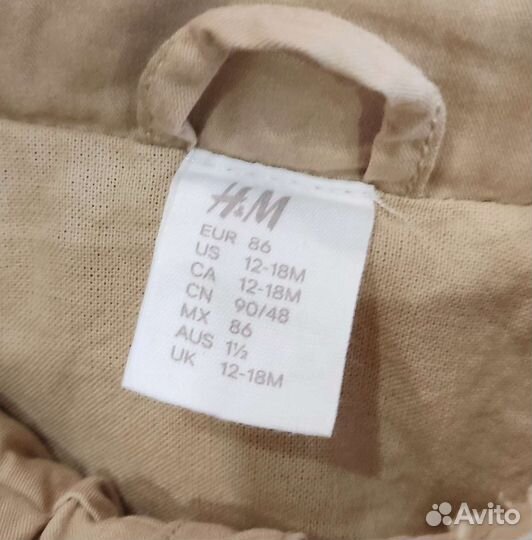 H&M
EUR 86
US 12-18M
CA 12-18M
CN 90/48
MX 86
AUS 1½
UK 12-18M
Avito